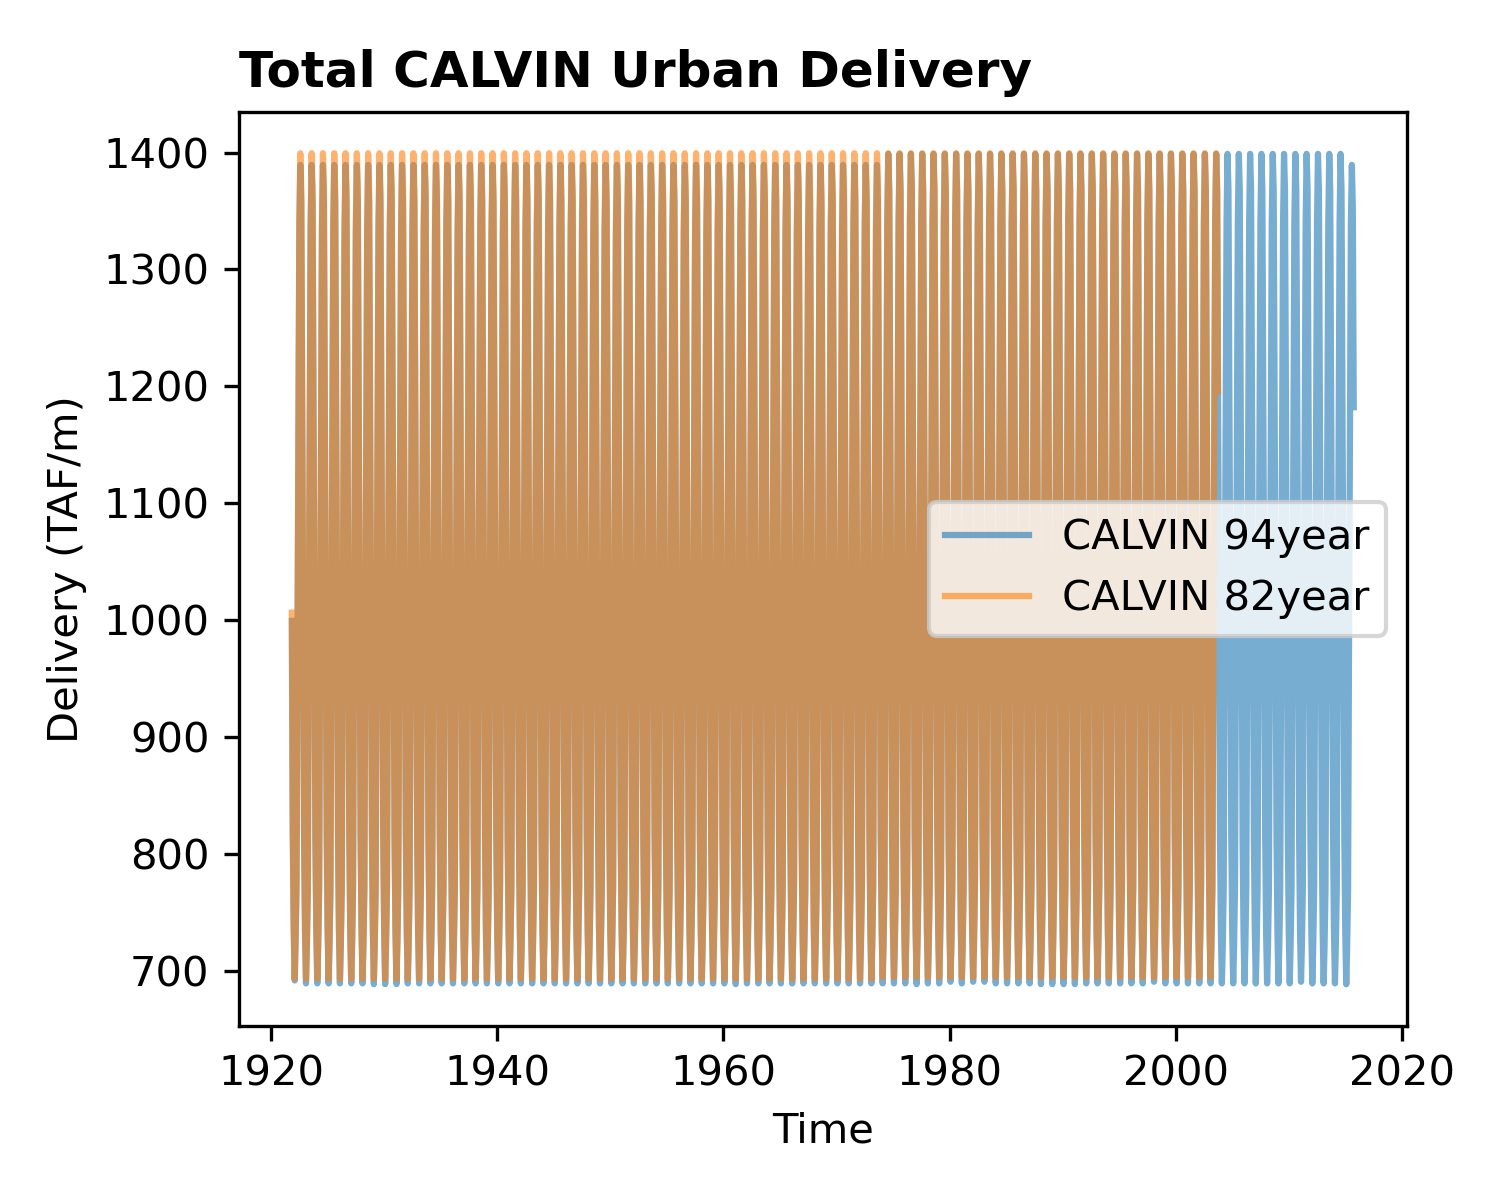 Total CALVIN Urban Delivery
1400
1300
1200
1100
1000
900
800
700
Delivery (TAF/m)
CALVIN 94year
CALVIN 82year
1920 1940 1960 1980 2000 2020
Time